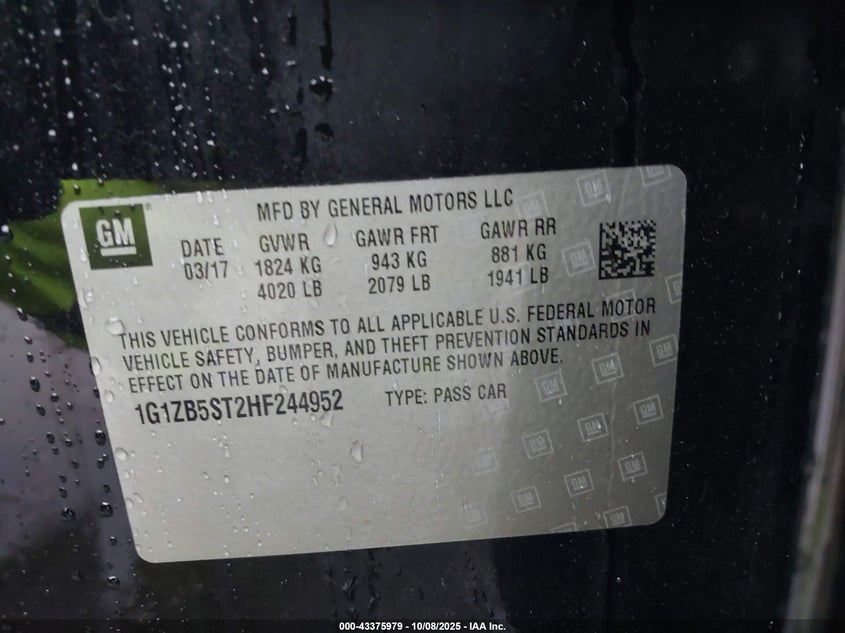 GM
MFD BY GENERAL MOTORS LLC
DATE GVWR GAWR FRT GAWR RR
03/17 1824 KG 943 KG 881 KG
4020 LB 2079 LB 1941 LB
THIS VEHICLE CONFORMS TO ALL APPLICABLE U.S. FEDERAL MOTOR
VEHICLE SAFETY, BUMPER, AND THEFT PREVENTION STANDARDS IN
EFFECT ON THE DATE OF MANUFACTURE SHOWN ABOVE.
1G1ZB5ST2HF244952 TYPE: PASS CAR
000-43375979 - 10/08/2025 - IAA Inc.